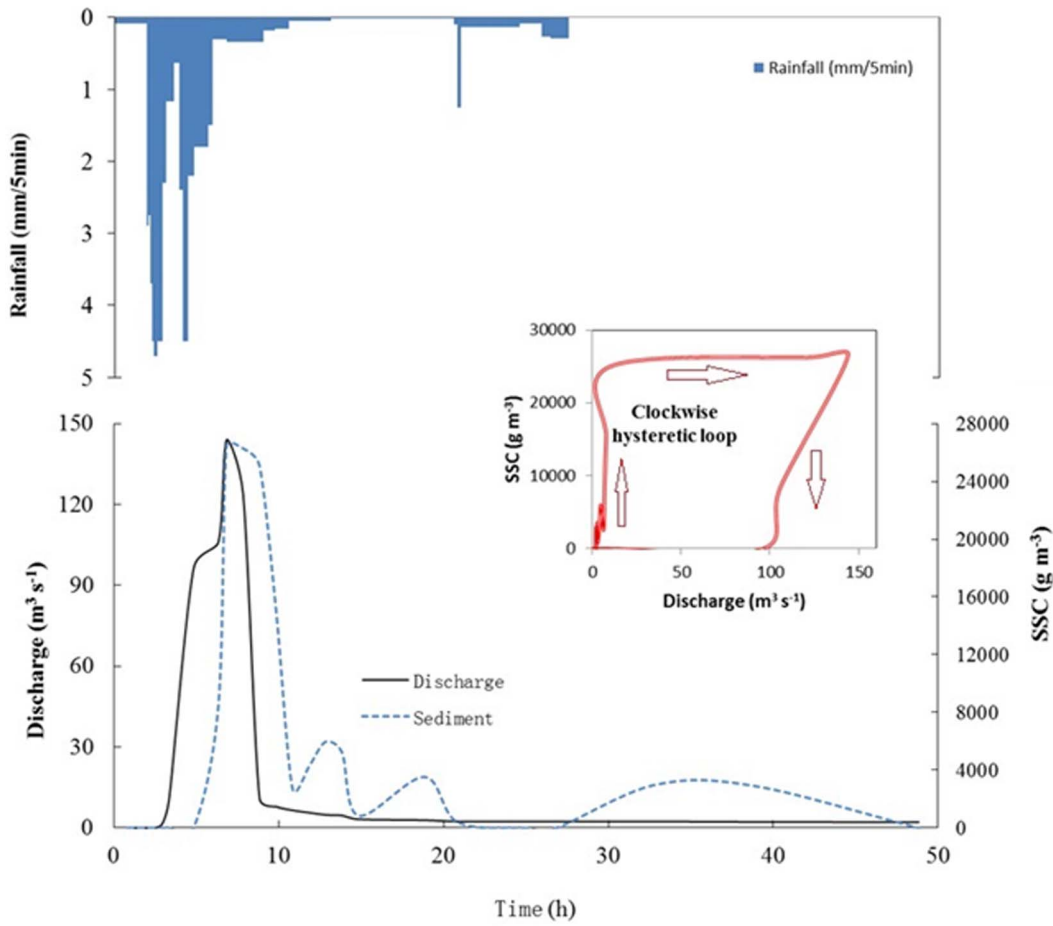 0
1
2
3
4
5
Rainfall (mm/5min)
Rainfall (mm/5min)
30000
20000
10000
0
SSC (g m⁻³)
Clockwise
hysteretic loop
0 50 100 150
Discharge (m³ s⁻¹)
150
120
90
60
30
0
Discharge (m³ s⁻¹)
28000
24000
20000
16000
12000
8000
4000
0
SSC (g m⁻³)
Discharge
Sediment
0 10 20 30 40 50
Time (h)